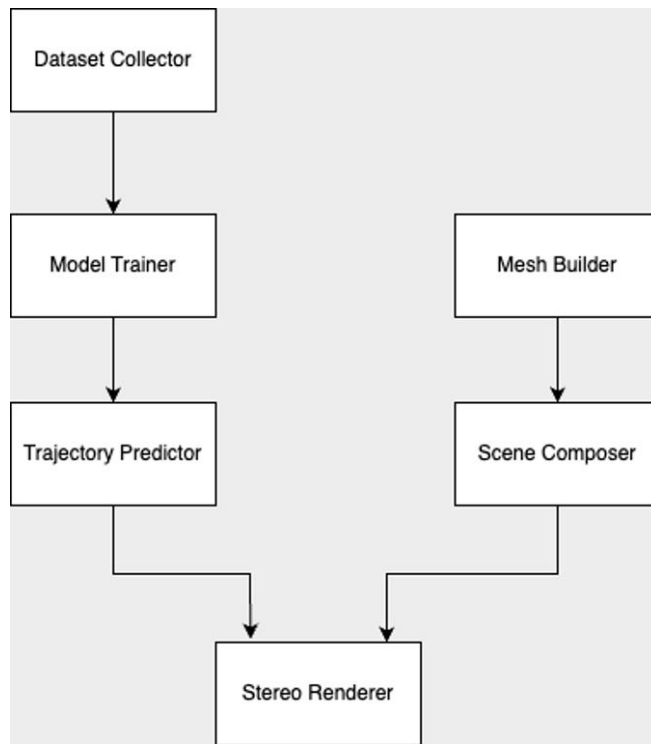 Dataset Collector
Model Trainer
Mesh Builder
Trajectory Predictor
Scene Composer
Stereo Renderer